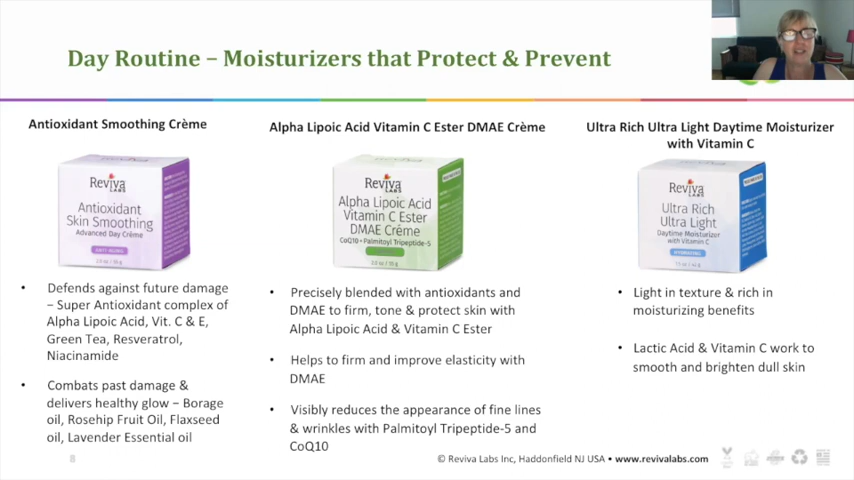 Day Routine – Moisturizers that Protect & Prevent
Antioxidant Smoothing Crème
Reviva
LABS
Antioxidant
Skin Smoothing
Advanced Day Crème
ANTI-AGING
• Defends against future damage
– Super Antioxidant complex of
Alpha Lipoic Acid, Vit. C & E,
Green Tea, Resveratrol,
Niacinamide
• Combats past damage &
delivers healthy glow – Borage
oil, Rosehip Fruit Oil, Flaxseed
oil, Lavender Essential oil
Alpha Lipoic Acid Vitamin C Ester DMAE Crème
Reviva
LABS
Alpha Lipoic Acid
Vitamin C Ester
DMAE Crème
CoQ10 • Palmitoyl Tripeptide-5
• Precisely blended with antioxidants and
DMAE to firm, tone & protect skin with
Alpha Lipoic Acid & Vitamin C Ester
• Helps to firm and improve elasticity with
DMAE
• Visibly reduces the appearance of fine lines
& wrinkles with Palmitoyl Tripeptide-5 and
CoQ10
Ultra Rich Ultra Light Daytime Moisturizer
with Vitamin C
Reviva
LABS
Ultra Rich
Ultra Light
Daytime Moisturizer
with Vitamin C
HYDRATING
• Light in texture & rich in
moisturizing benefits
• Lactic Acid & Vitamin C work to
smooth and brighten dull skin
8
© Reviva Labs Inc, Haddonfield NJ USA • www.revivalabs.com